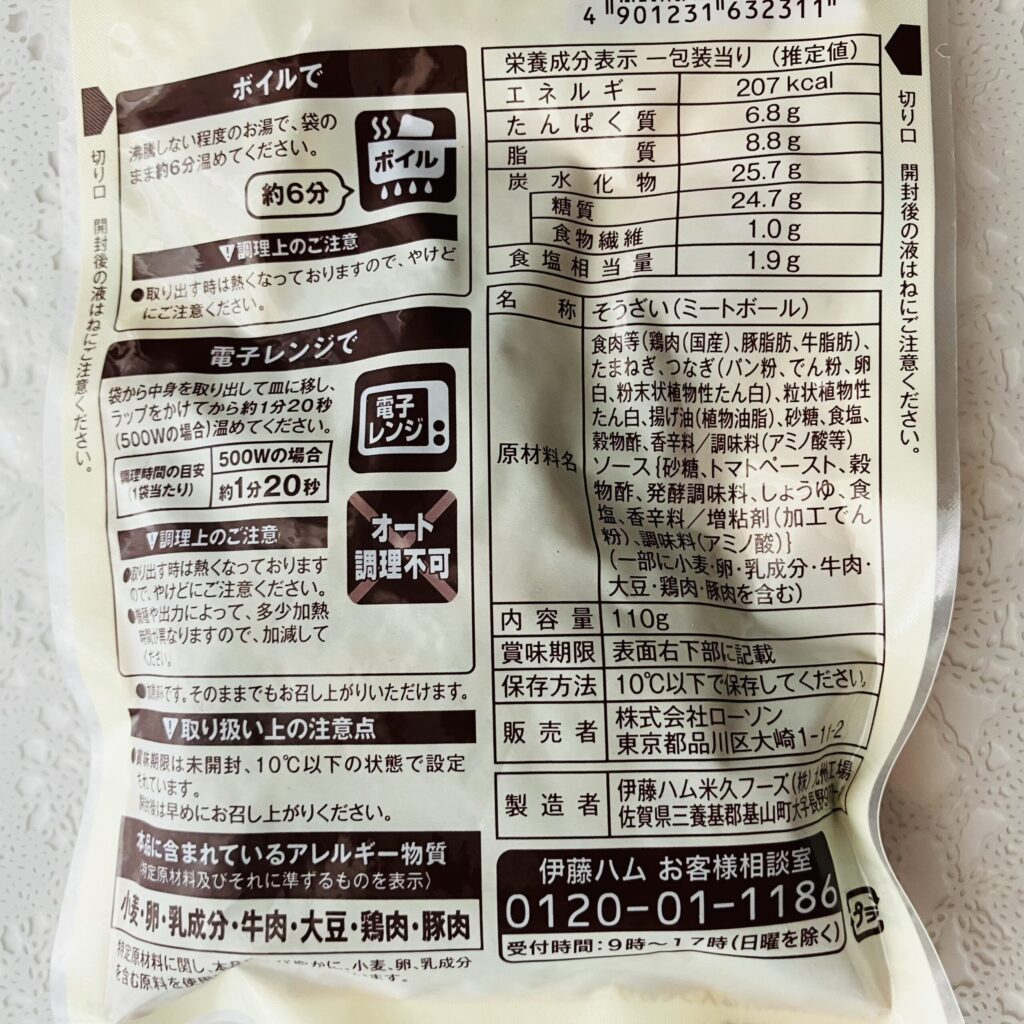 4 901231 632311
ボイルで
沸騰しない程度のお湯で、袋の
まま約6分温めてください。
ボイル
約6分
調理上のご注意
●取り出す時は熱くなっておりますので、やけど
にご注意ください。
電子レンジで
袋から中身を取り出して皿に移し、
ラップをかけてから約1分20秒
(500Wの場合)温めてください。
電子
レンジ
調理時間の目安
(1袋当たり)
500Wの場合
約1分20秒
オート
調理不可
調理上のご注意
●取り出す時は熱くなっております
ので、やけどにご注意ください。
●機種や出力によって、多少加熱
時間が異なりますので、加減して
ください。
です。そのままでもお召し上がりいただけます。
取り扱い上の注意点
●賞味期限は未開封、10℃以下の状態で設定
されています。
開封後は早めにお召し上がりください。
本品に含まれているアレルギー物質
(特定原材料及びそれに準ずるものを表示)
小麦・卵・乳成分・牛肉・大豆・鶏肉・豚肉
特定原材料に関し、本品 小麦、卵、乳成分
を含む原料を使
切り口 開封後の液はねにご注意ください。
栄養成分表示 一包装当り (推定値)
エネルギー 207kcal
たんぱく質 6.8g
脂質 8.8g
炭水化物 25.7g
糖質 24.7g
食物繊維 1.0g
食塩相当量 1.9g
名称 そうざい(ミートボール)
原材料名
食肉等(鶏肉(国産)、豚脂肪、牛脂肪)、
たまねぎ、つなぎ(パン粉、でん粉、卵
白、粉末状植物性たん白)、粒状植物性
たん白、揚げ油(植物油脂)、砂糖、食塩、
穀物酢、香辛料/調味料(アミノ酸等)
ソース{砂糖、トマトペースト、穀
物酢、発酵調味料、しょうゆ、食
塩、香辛料/増粘剤(加工でん
粉)、調味料(アミノ酸)}
(一部に小麦・卵・乳成分・牛肉・
大豆・鶏肉・豚肉を含む)
内容量 110g
賞味期限 表面右下部に記載
保存方法 10℃以下で保存してください。
販売者 株式会社ローソン
東京都品川区大崎1-11-2
製造者 伊藤ハム米久フーズ(株)九州工場
佐賀県三養基郡基山町大字長野
伊藤ハム お客様相談室
0120-01-1186
受付時間:9時〜17時(日曜を除く)
切り口 開封後の液はねにご注意ください。